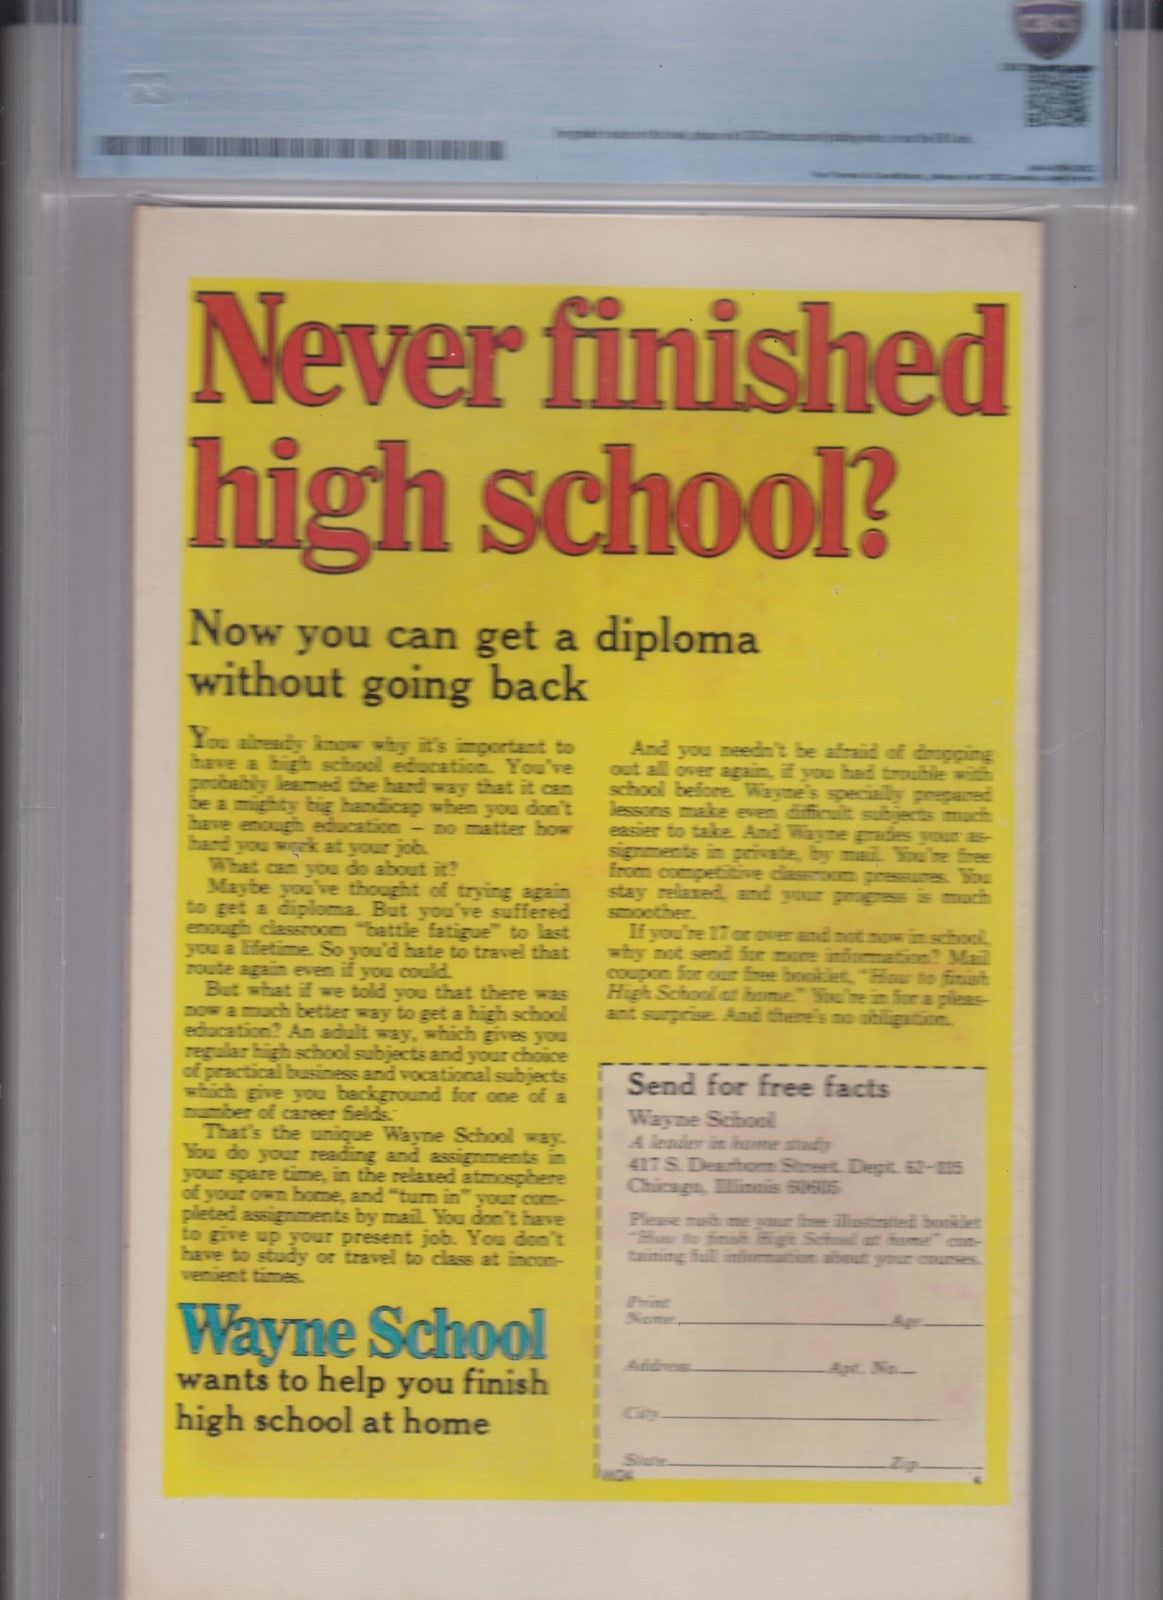 CBCS
Never finished
high school?
Now you can get a diploma
without going back
You already know why it's important to
have a high school education. You've
probably learned the hard way that it can
be a mighty big handicap when you don't
have enough education – no matter how
hard you work at your job.
What can you do about it?
Maybe you've thought of trying again
to get a diploma. But you've suffered
enough classroom "battle fatigue" to last
you a lifetime. So you'd hate to travel that
route again even if you could.
But what if we told you that there was
now a much better way to get a high school
education? An adult way, which gives you
regular high school subjects and your choice
of practical business and vocational subjects
which give you background for one of a
number of career fields.
That's the unique Wayne School way.
You do your reading and assignments in
your spare time, in the relaxed atmosphere
of your own home, and "turn in" your com-
pleted assignments by mail. You don't have
to give up your present job. You don't
have to study or travel to class at incon-
venient times.
Wayne School
wants to help you finish
high school at home
And you needn't be afraid of dropping
out all over again, if you had trouble with
school before. Wayne's specially prepared
lessons make even difficult subjects much
easier to take. And Wayne grades your as-
signments in private, by mail. You're free
from competitive classroom pressures. You
stay relaxed, and your progress is much
smoother.
If you're 17 or over and not now in school,
why not send for more information? Mail
coupon for our free booklet, "How to finish
High School at home." You're in for a pleas-
ant surprise. And there's no obligation.
Send for free facts
Wayne School
A leader in home study
417 S. Dearborn Street, Dept. 62-035
Chicago, Illinois 60605
Please rush me your free illustrated booklet
"How to finish High School at home" con-
taining full information about your courses.
Print
Name Age
Address Apt. No.
City
State Zip